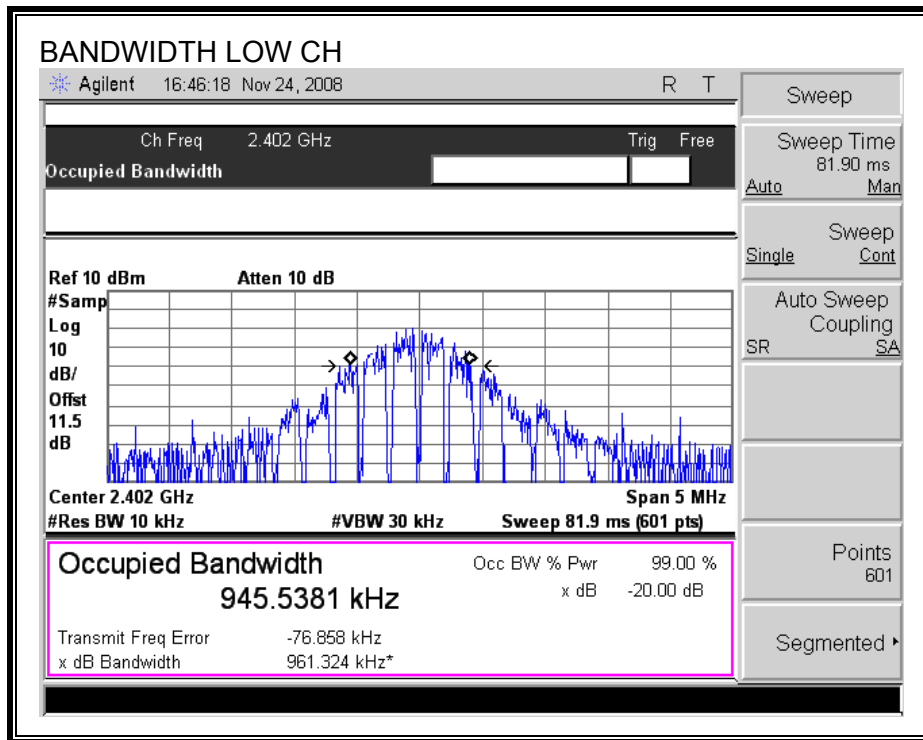 BANDWIDTH LOW CH
Agilent 16:46:18 Nov 24, 2008 R T
Ch Freq 2.402 GHz Trig Free
Occupied Bandwidth
Ref 10 dBm Atten 10 dB
#Samp
Log
10
dB/
Offst
11.5
dB
Center 2.402 GHz Span 5 MHz
#Res BW 10 kHz #VBW 30 kHz Sweep 81.9 ms (601 pts)
Occupied Bandwidth Occ BW % Pwr 99.00 %
945.5381 kHz x dB -20.00 dB
Transmit Freq Error -76.858 kHz
x dB Bandwidth 961.324 kHz*
Sweep
Sweep Time
81.90 ms
Auto Man
Sweep
Single Cont
Auto Sweep
Coupling
SR SA
Points
601
Segmented